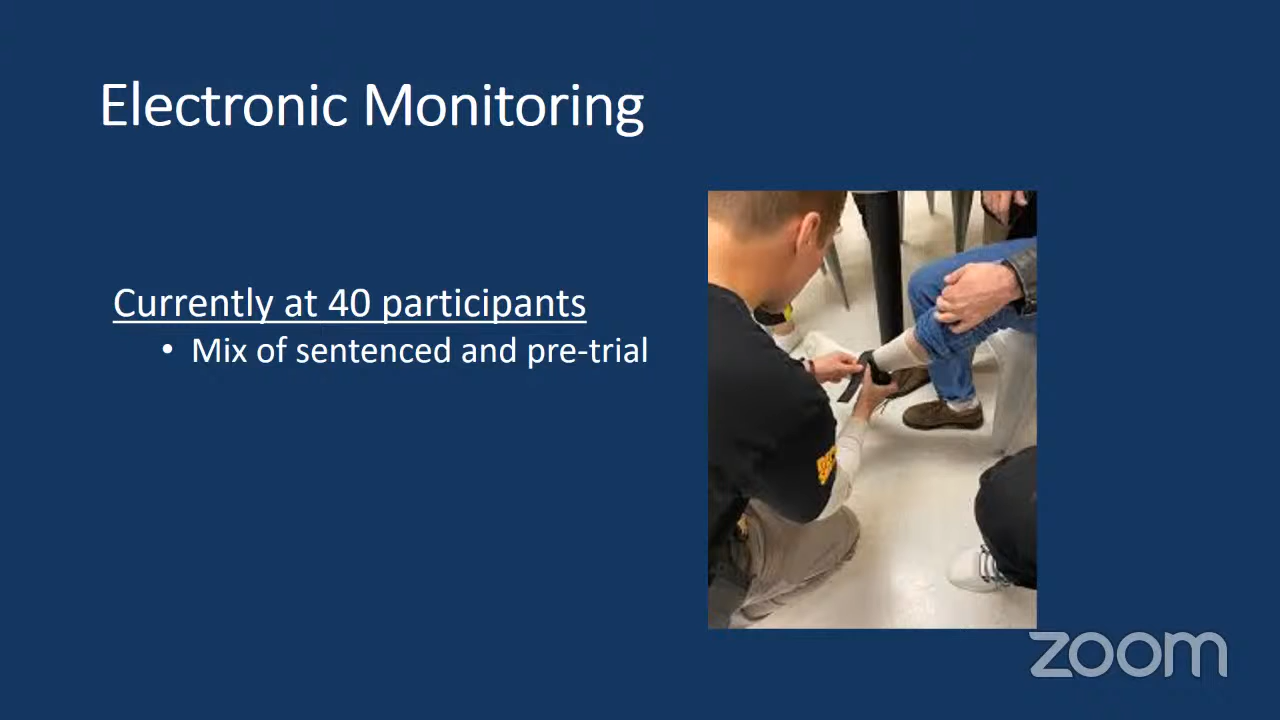 Electronic Monitoring
Currently at 40 participants
• Mix of sentenced and pre-trial
zoom